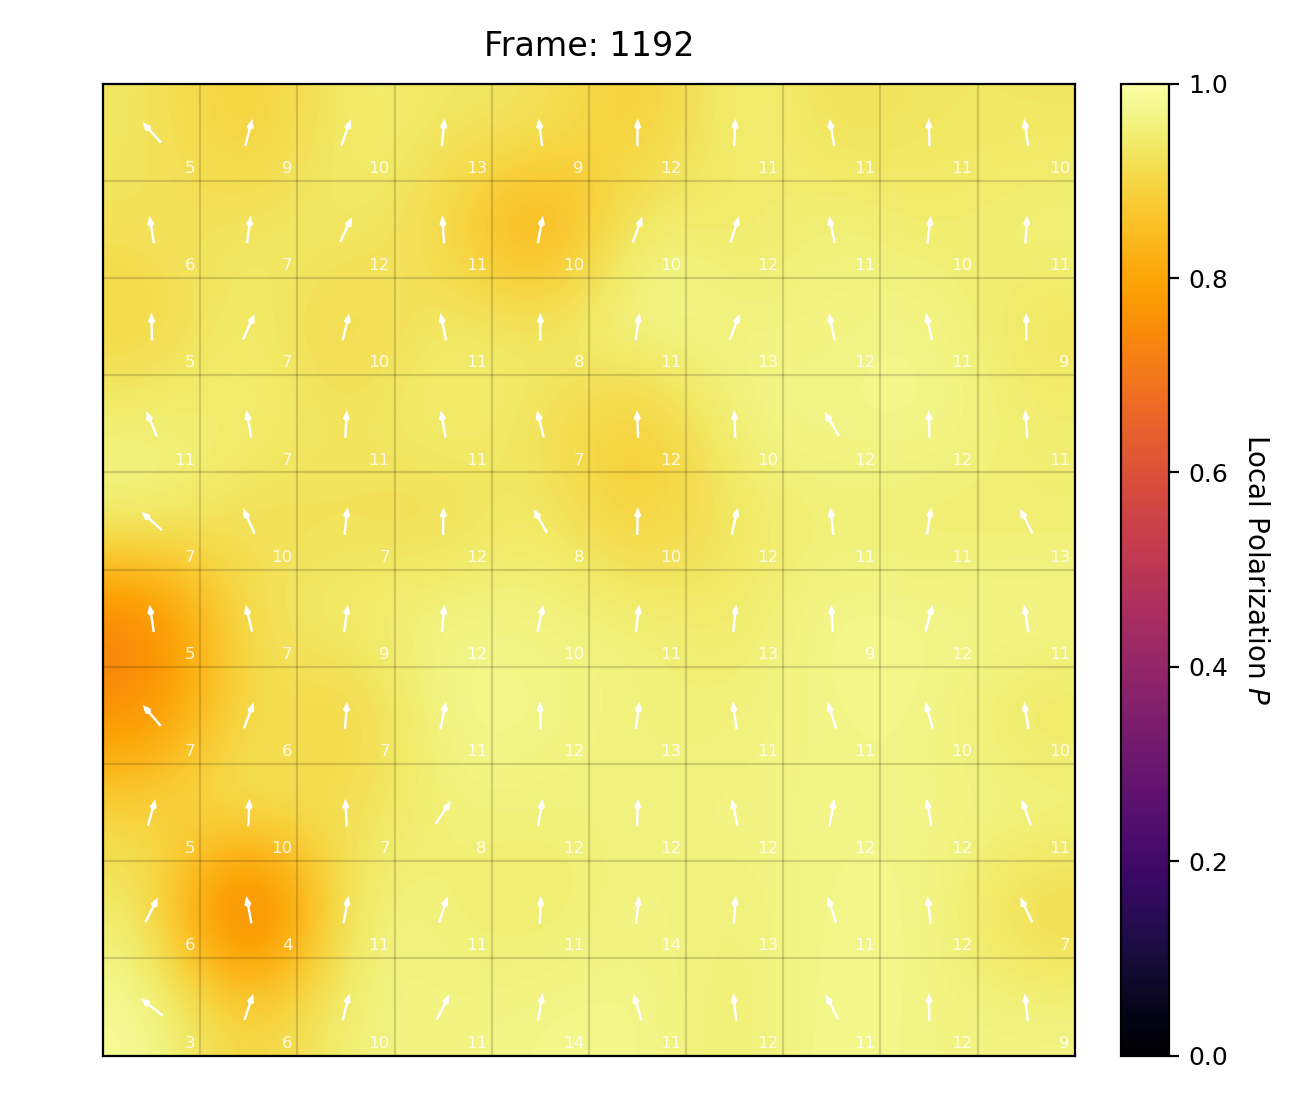 Frame: 1192
5 9 10 13 9 12 11 11 11 10
6 7 12 11 10 10 12 11 10 11
5 7 10 11 8 11 13 12 11 9
11 7 11 11 7 12 10 12 12 11
7 10 7 12 8 10 12 11 11 13
5 7 9 12 10 11 13 9 12 11
7 6 7 11 12 13 11 11 10 10
5 10 7 8 12 12 12 12 12 11
6 4 11 11 11 14 13 11 12 7
3 6 10 11 14 11 12 11 12 9
1.0
0.8
0.6
0.4
0.2
0.0
Local Polarization P